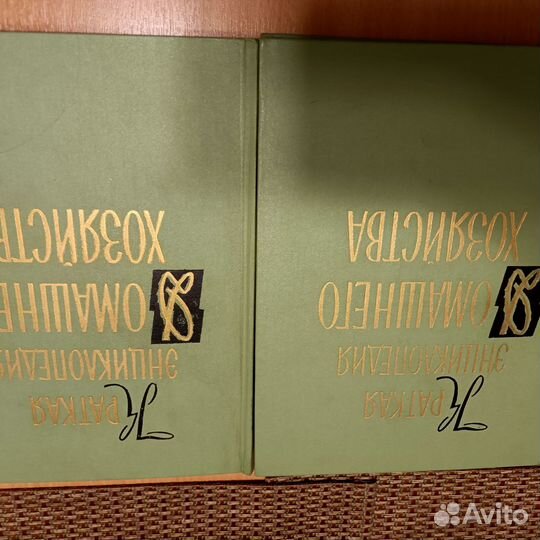 Краткая
ЭНЦИКЛОПЕДИЯ
ДОМАШНЕГО
ХОЗЯЙСТВА
Краткая
ЭНЦИКЛОПЕДИЯ
ДОМАШНЕ
ХОЗЯЙСТВ
Avito